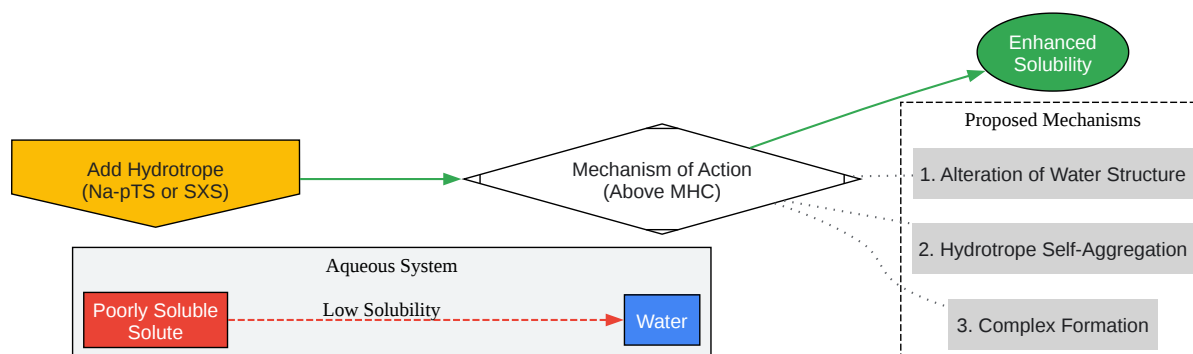 Enhanced
Solubility
Proposed Mechanisms
Add Hydrotrope
(Na-pTS or SXS)
Mechanism of Action
(Above MHC)
1. Alteration of Water Structure
2. Hydrotrope Self-Aggregation
3. Complex Formation
Aqueous System
Poorly Soluble
Solute
Low Solubility
Water